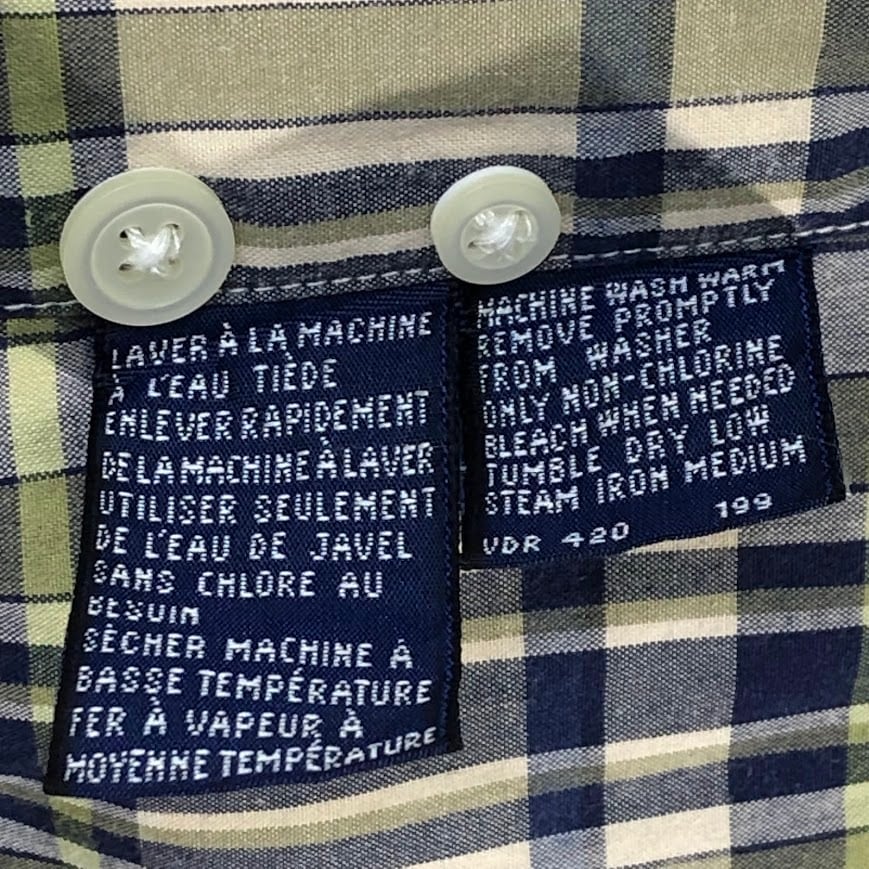 LAVER À LA MACHINE
À L'EAU TIÈDE
ENLEVER RAPIDEMENT
DE LA MACHINE À LAVER
UTILISER SEULEMENT
DE L'EAU DE JAVEL
SANS CHLORE AU
BESOIN
SÈCHER MACHINE À
BASSE TEMPÉRATURE
FER À VAPEUR À
MOYENNE TEMPÉRATURE
MACHINE WASH WARM
REMOVE PROMPTLY
FROM WASHER
ONLY NON-CHLORINE
BLEACH WHEN NEEDED
TUMBLE DRY LOW
STEAM IRON MEDIUM
199
VDR 420